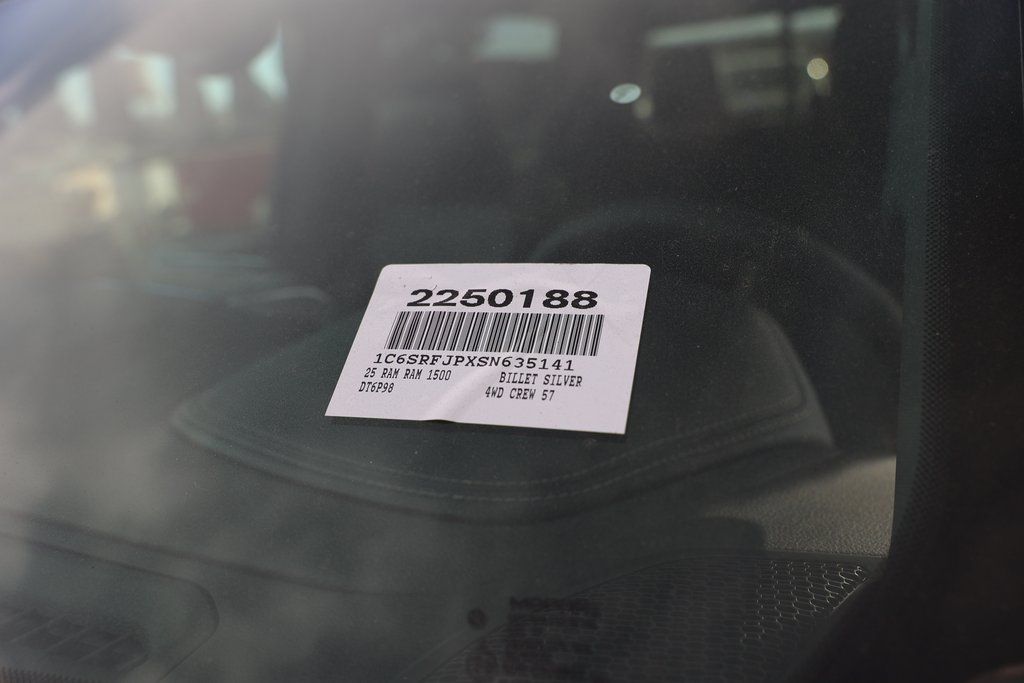 2250188
1C6SRFJPXSN635141
25 RAM RAM 1500 BILLET SILVER
DT6P98 4WD CREW 57